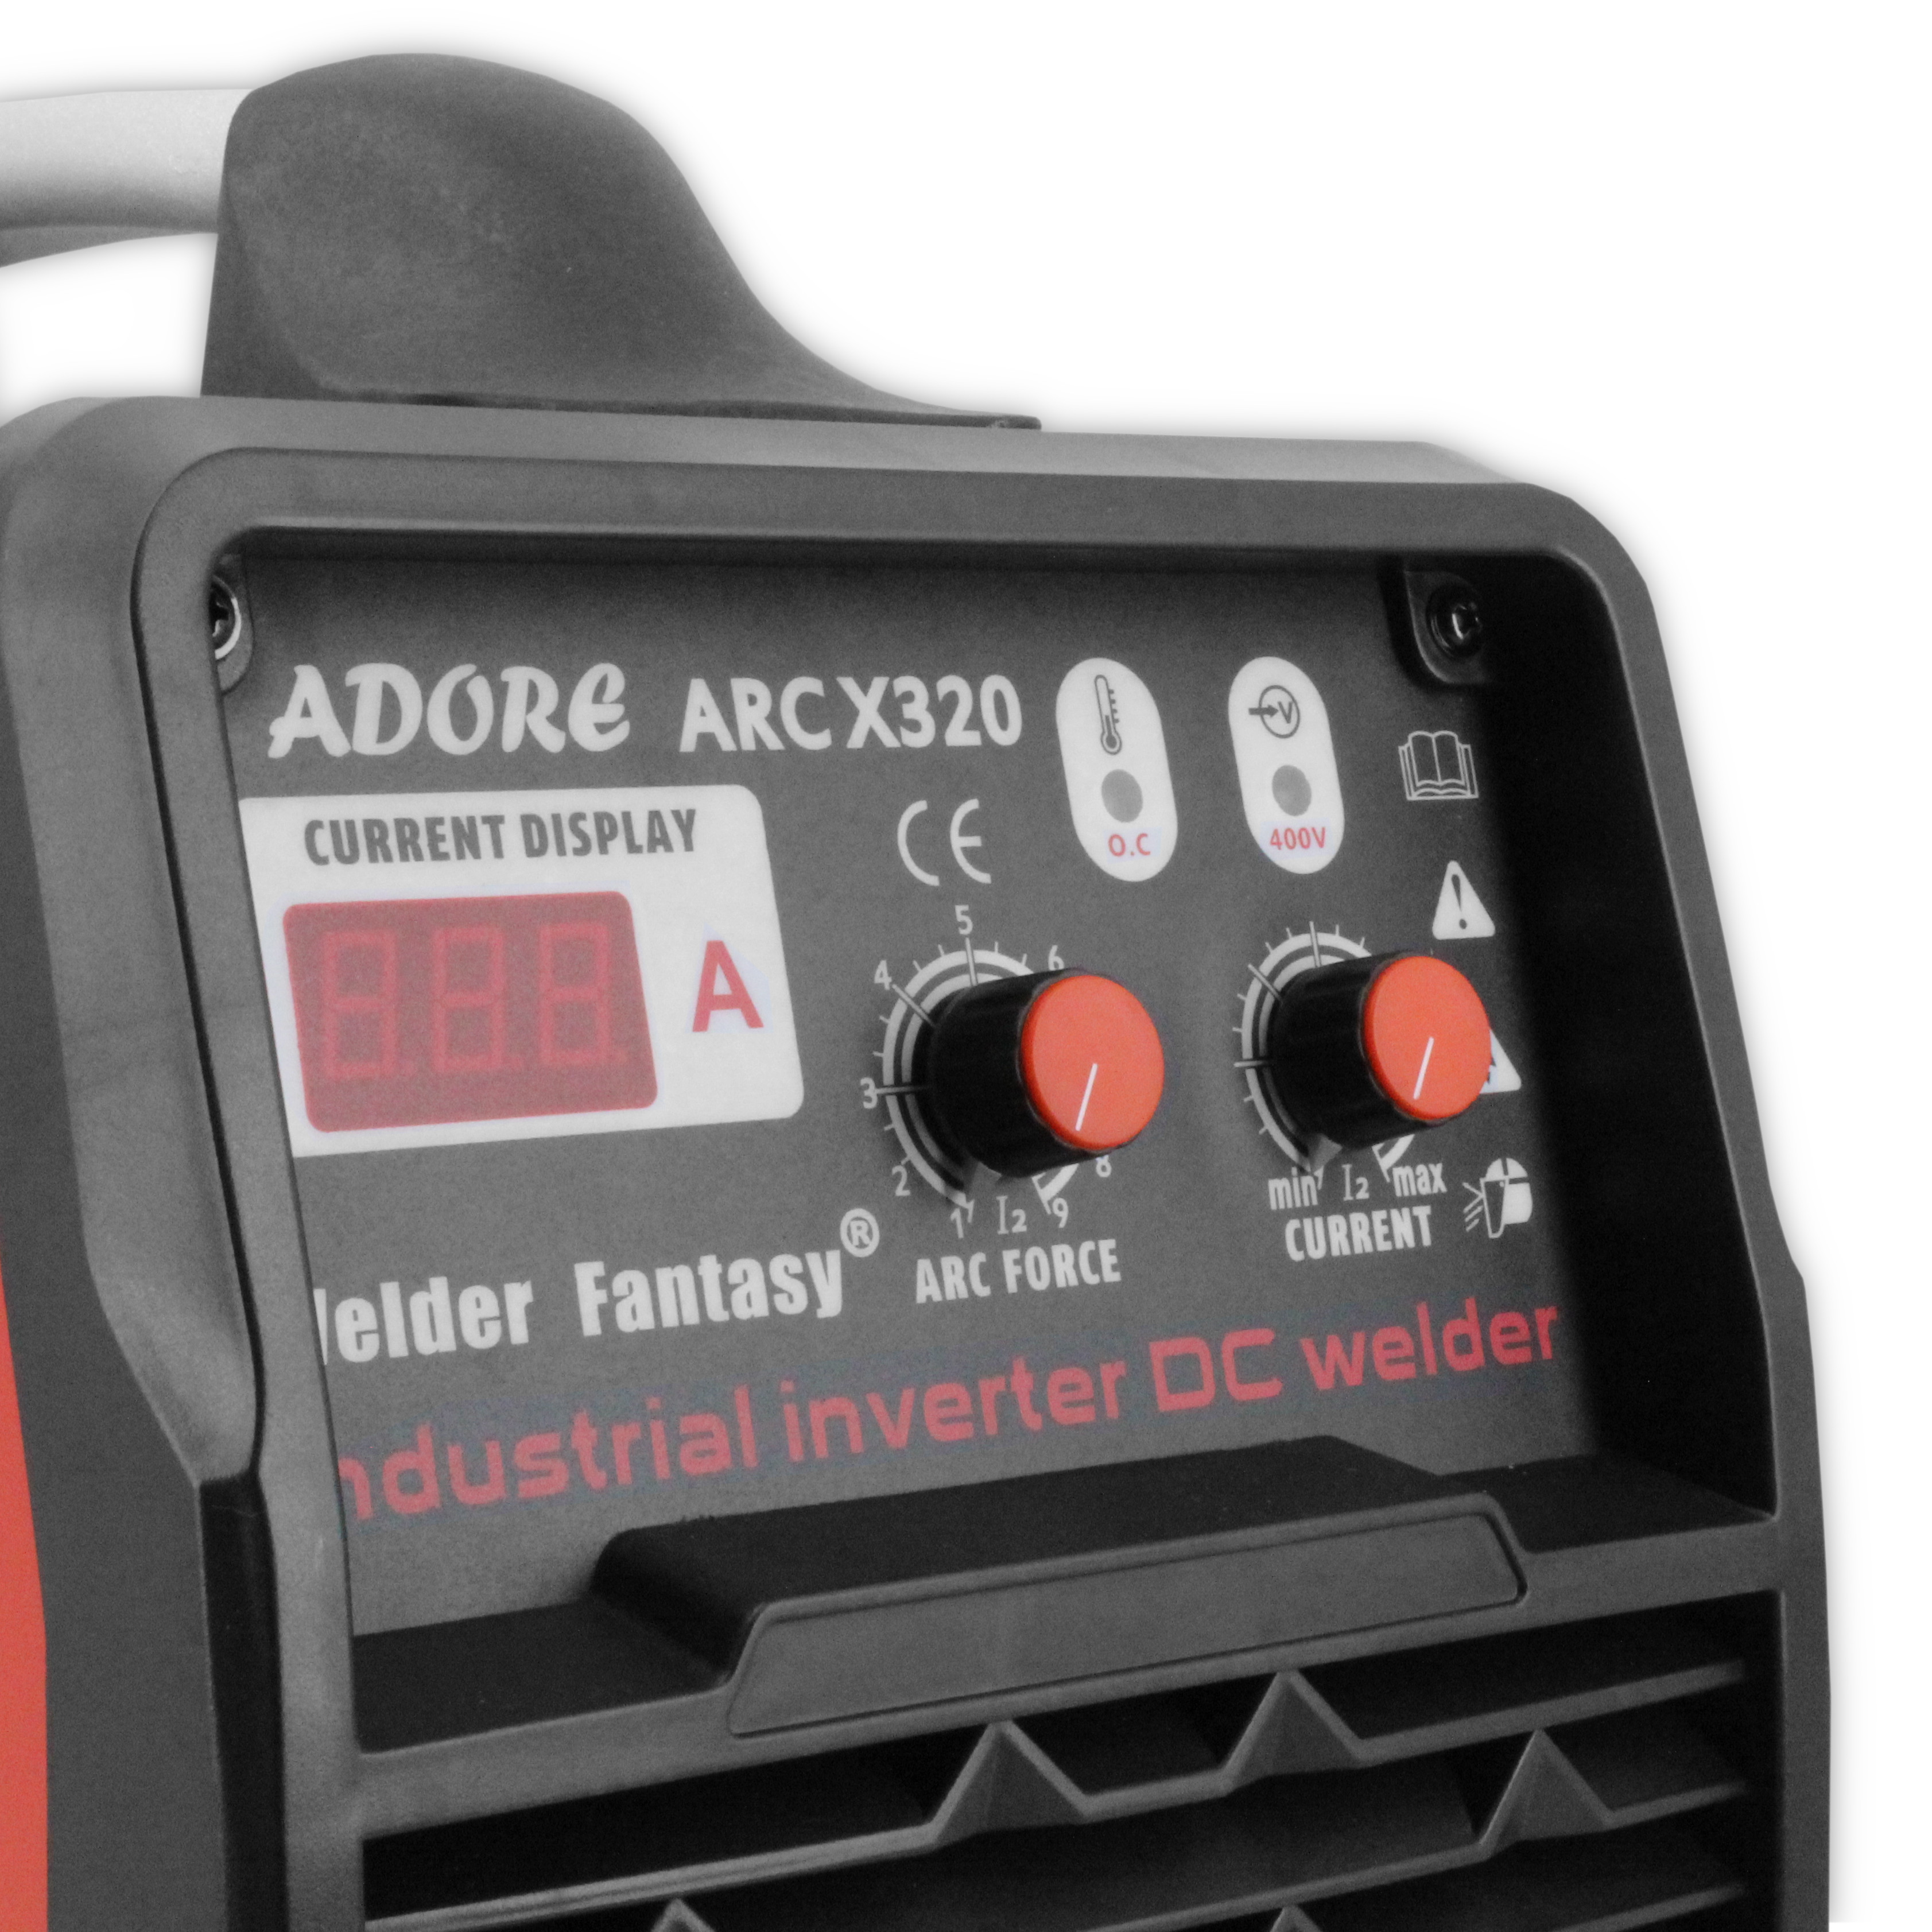 ADORE ARC X320
CURRENT DISPLAY
A
CE
O.C
400V
5
4
6
3
2
8
1 I2 9
ARC FORCE
min I2 max
CURRENT
elder Fantasy®
ndustrial inverter DC welder